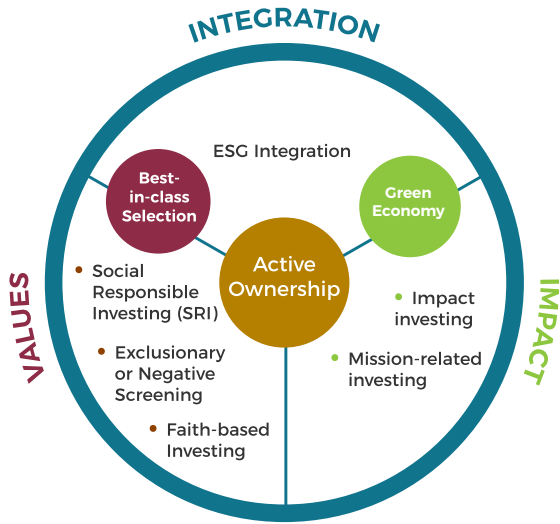 INTEGRATION
ESG Integration
Best-
in-class
Selection
Green
Economy
Active
Ownership
VALUES
• Social
Responsible
Investing (SRI)
• Exclusionary
or Negative
Screening
• Faith-based
Investing
IMPACT
• Impact
investing
• Mission-related
investing